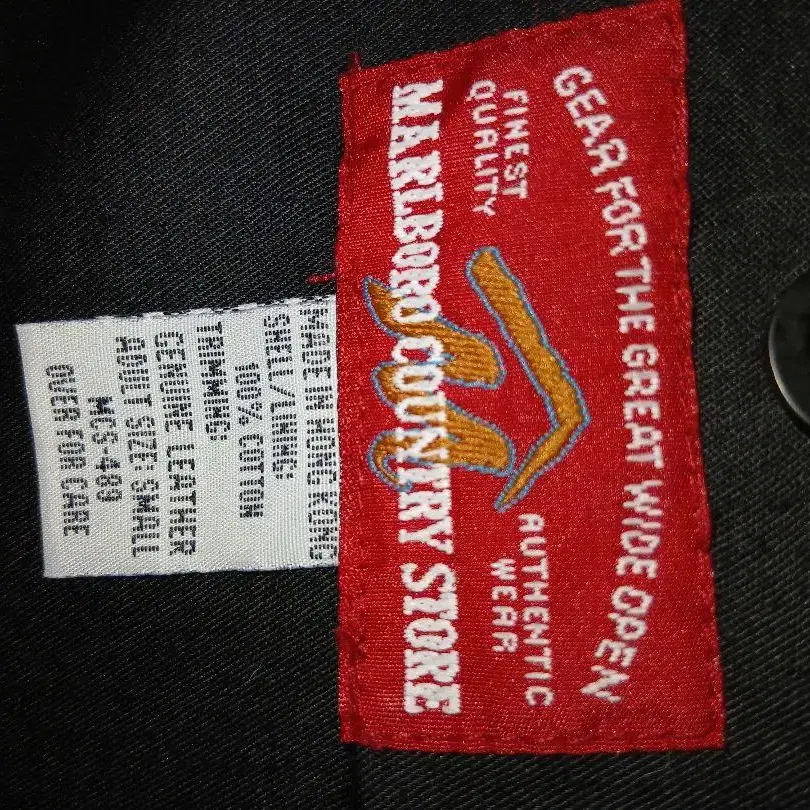 GEAR FOR THE GREAT WIDE OPEN
FINEST
QUALITY
AUTHENTIC
WEAR
MARLBORO COUNTRY STORE
MADE IN HONG KONG
SHELL/LINING:
100% COTTON
TRIMMING:
GENUINE LEATHER
ADULT SIZE: SMALL
MCS-489
OVER FOR CARE